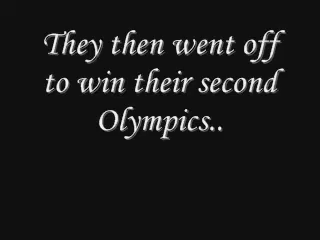 They then went off
to win their second
Olympics..